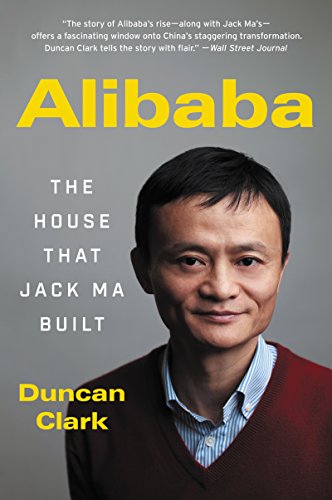 "The story of Alibaba's rise—along with Jack Ma's—
offers a fascinating window onto China's staggering transformation.
Duncan Clark tells the story with flair." —Wall Street Journal
Alibaba
THE
HOUSE
THAT
JACK MA
BUILT
Duncan
Clark